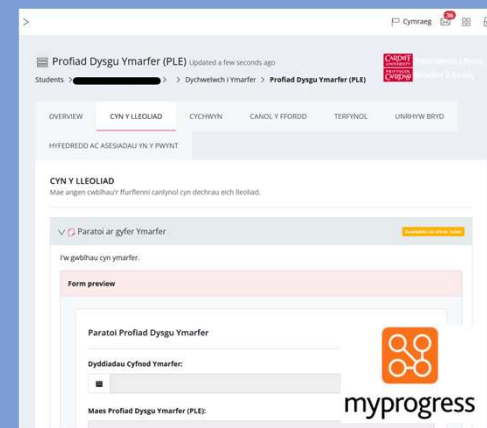 Cymraeg 36
Profiad Dysgu Ymarfer (PLE) Updated a few seconds ago
Students > > > Dychwelwch i Ymarfer > Profiad Dysgu Ymarfer (PLE)
CARDIFF UNIVERSITY
PRIFYSGOL CAERDYDD
OVERVIEW CYN Y LLEOLIAD CYCHWYN CANOL Y FFORDD TERFYNOL UNRHYW BRYD
HYFEDREDD AC ASESIADAU YN Y PWYNT
CYN Y LLEOLIAD
Mae angen cwblhau'r ffurflenni canlynol cyn dechrau eich lleoliad.
Paratoi ar gyfer Ymarfer
Available to other roles
I'w gwblhau cyn ymarfer.
Form preview
Paratoi Profiad Dysgu Ymarfer
Dyddiadau Cyfnod Ymarfer:
Maes Profiad Dysgu Ymarfer (PLE):
myprogress